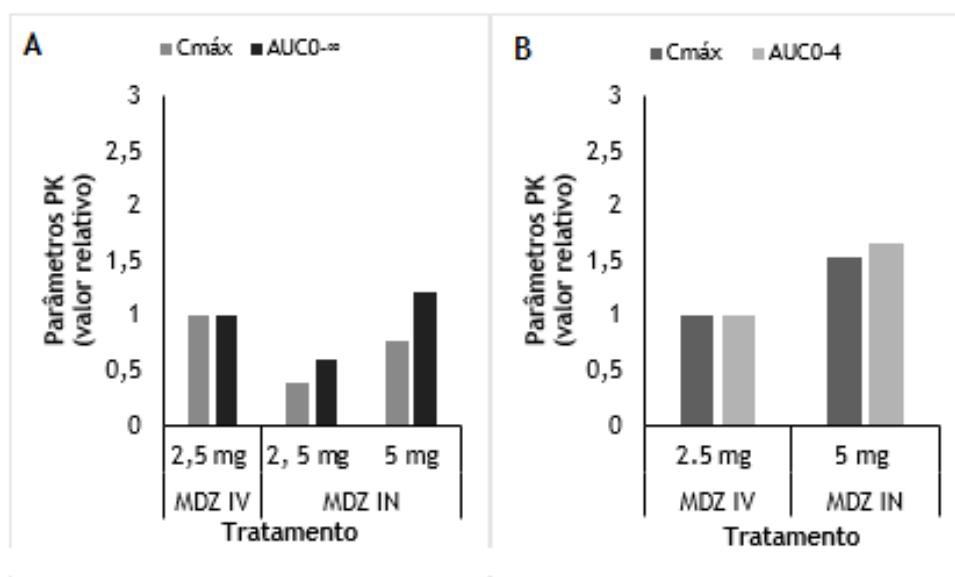 A
Cmáx AUC0-∞
Parâmetros PK
(valor relativo)
3
2,5
2
1,5
1
0,5
0
2,5 mg 2, 5 mg 5 mg
MDZ IV MDZ IN
Tratamento
B
Cmáx AUC0-4
Parâmetros PK
(valor relativo)
3
2,5
2
1,5
1
0,5
0
2.5 mg 5 mg
MDZ IV MDZ IN
Tratamento